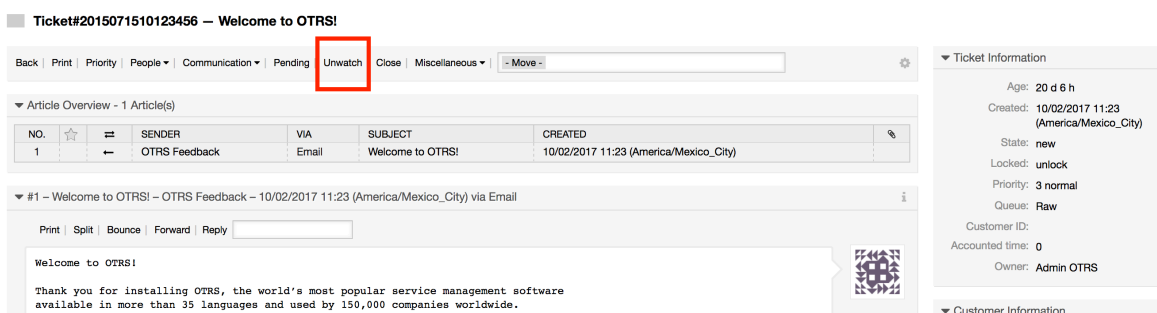 Ticket#2015071510123456 — Welcome to OTRS!
Back | Print | Priority | People | Communication | Pending | Unwatch | Close | Miscellaneous | - Move -
Article Overview - 1 Article(s)
NO. SENDER VIA SUBJECT CREATED
1 OTRS Feedback Email Welcome to OTRS! 10/02/2017 11:23 (America/Mexico_City)
#1 – Welcome to OTRS! – OTRS Feedback – 10/02/2017 11:23 (America/Mexico_City) via Email
Print | Split | Bounce | Forward | Reply
Welcome to OTRS!
Thank you for installing OTRS, the world's most popular service management software
available in more than 35 languages and used by 150,000 companies worldwide.
Ticket Information
Age: 20 d 6 h
Created: 10/02/2017 11:23
(America/Mexico_City)
State: new
Locked: unlock
Priority: 3 normal
Queue: Raw
Customer ID:
Accounted time: 0
Owner: Admin OTRS
Customer Information